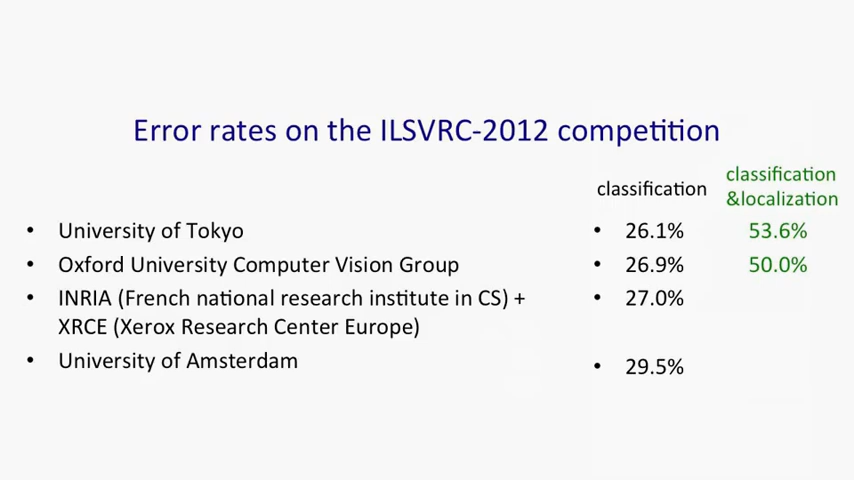 Error rates on the ILSVRC-2012 competition
classification
classification
&localization
• University of Tokyo • 26.1% 53.6%
• Oxford University Computer Vision Group • 26.9% 50.0%
• INRIA (French national research institute in CS) + • 27.0%
XRCE (Xerox Research Center Europe)
• University of Amsterdam • 29.5%